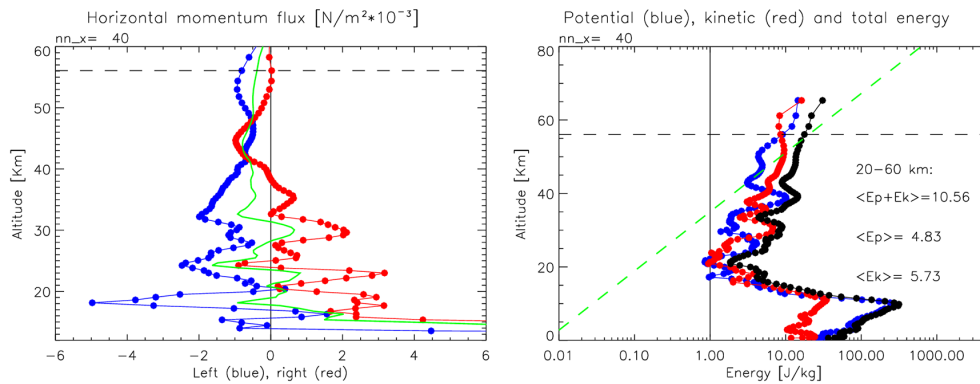 Horizontal momentum flux [N/m²*10⁻³]
nn_x= 40
60
50
40
30
20
Altitude [Km]
-6 -4 -2 0 2 4 6
Left (blue), right (red)
Potential (blue), kinetic (red) and total energy
nn_x= 40
80
60
40
20
0
Altitude [Km]
20-60 km:
<Ep+Ek>=10.56
<Ep>= 4.83
<Ek>= 5.73
0.01 0.10 1.00 10.00 100.00 1000.00
Energy [J/kg]